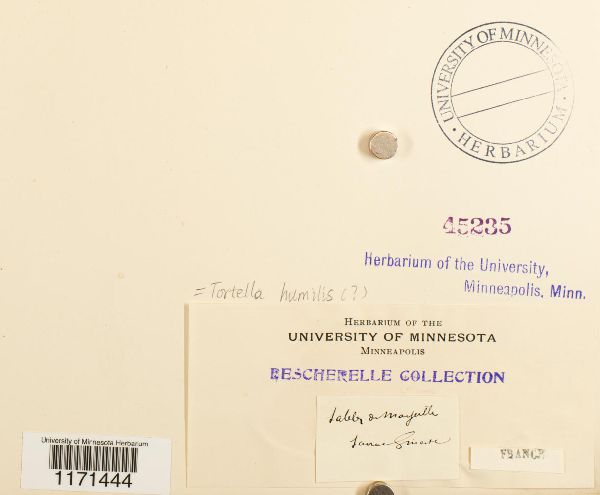 UNIVERSITY OF MINNESOTA
· HERBARIUM ·
45235
Herbarium of the University,
Minneapolis, Minn.
= Tortella humilis (?)
HERBARIUM OF THE
UNIVERSITY OF MINNESOTA
MINNEAPOLIS
BESCHERELLE COLLECTION
FRANCE
University of Minnesota Herbarium
1171444